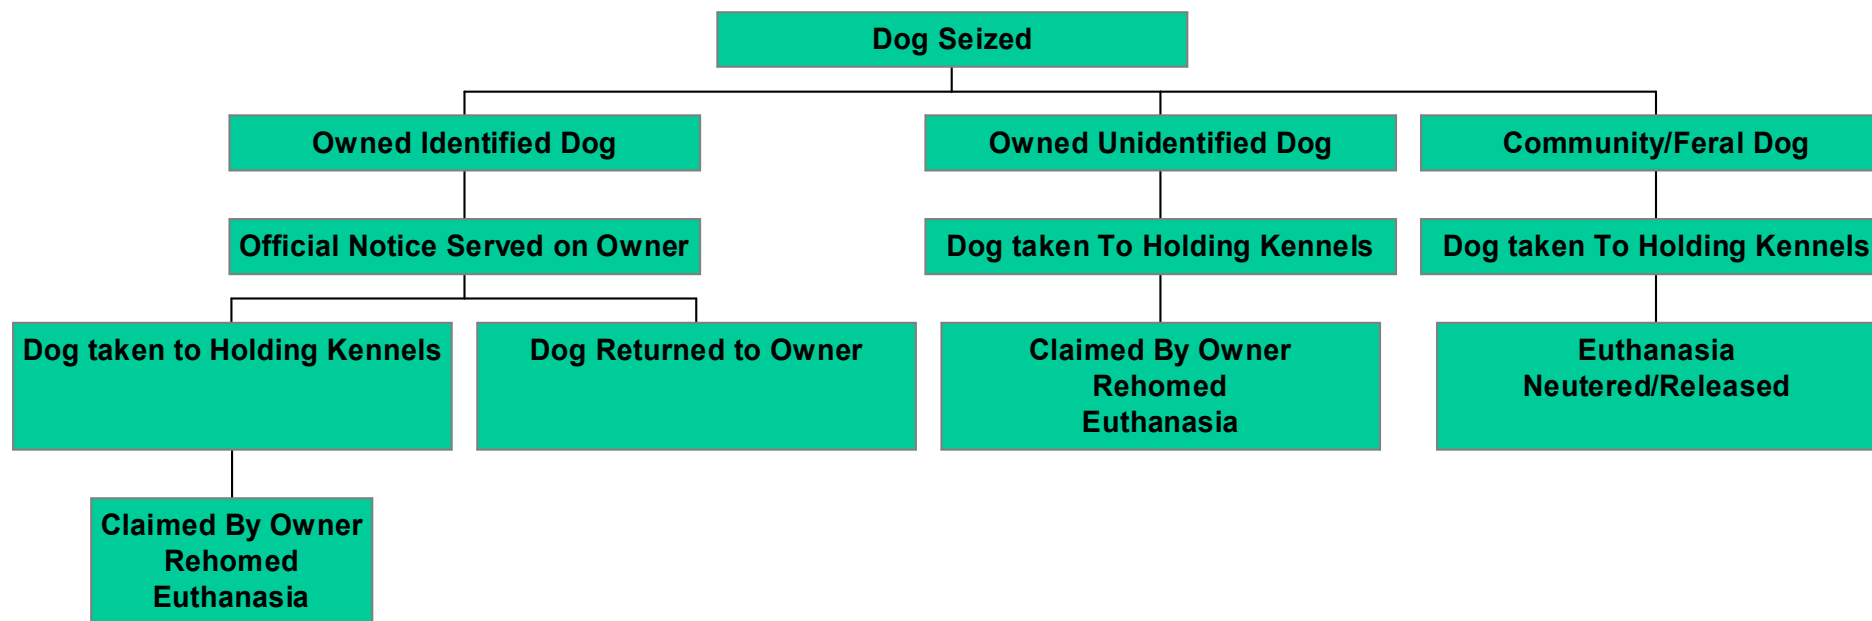 Dog Seized
Owned Identified Dog
Owned Unidentified Dog
Community/Feral Dog
Official Notice Served on Owner
Dog taken To Holding Kennels
Dog taken To Holding Kennels
Dog taken to Holding Kennels
Dog Returned to Owner
Claimed By Owner
Rehomed
Euthanasia
Euthanasia
Neutered/Released
Claimed By Owner
Rehomed
Euthanasia